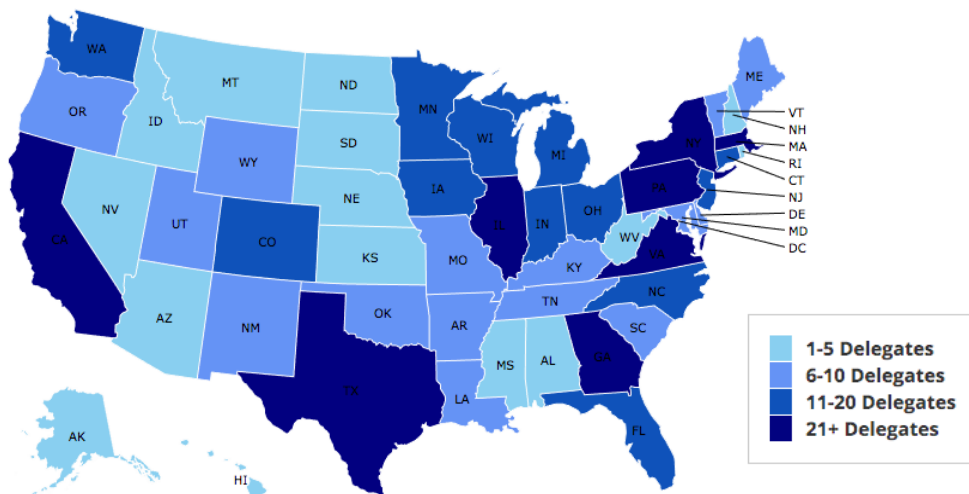 WA
MT
ND
MN
ME
OR
ID
SD
WI
MI
NY
VT
NH
MA
RI
CT
NJ
DE
MD
DC
WY
NE
IA
PA
NV
UT
CO
IL
IN
OH
WV
VA
CA
KS
MO
KY
AZ
NM
OK
AR
TN
NC
SC
MS
AL
GA
TX
LA
FL
AK
HI
1-5 Delegates
6-10 Delegates
11-20 Delegates
21+ Delegates